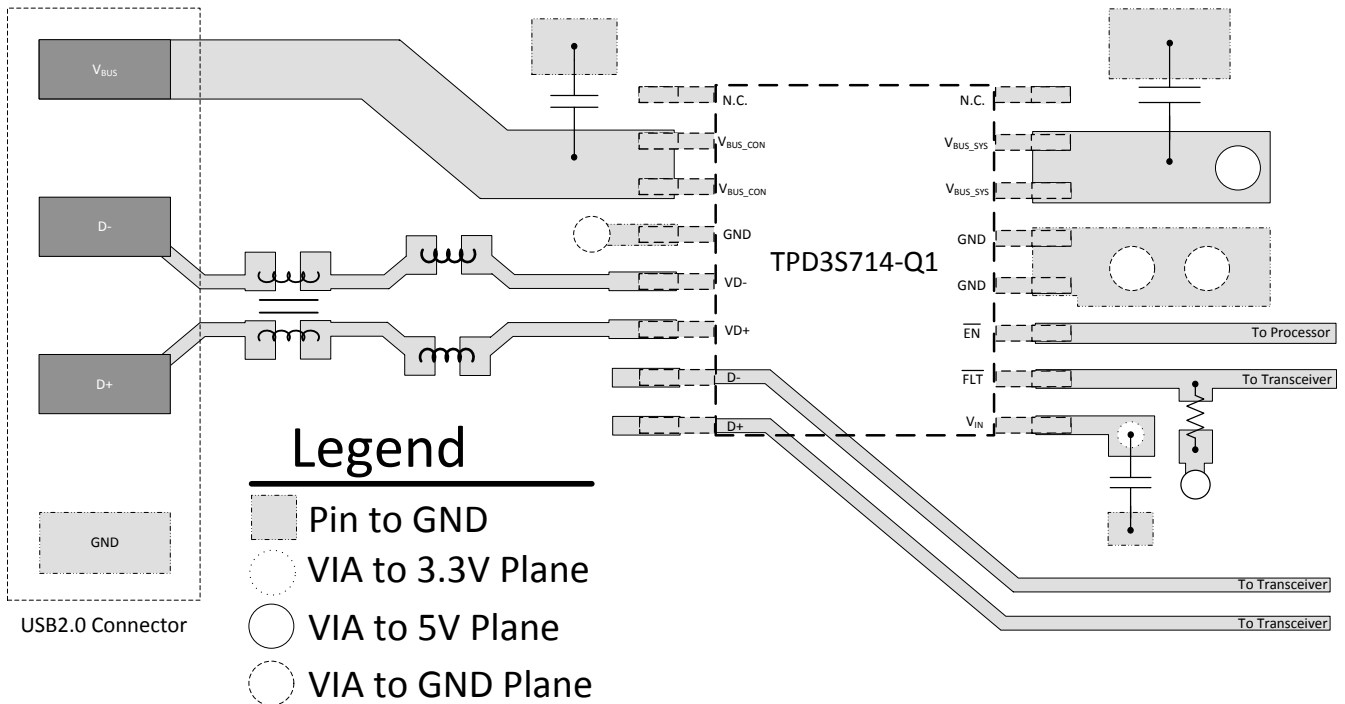 V_BUS
D-
D+
GND
USB2.0 Connector
N.C.
V_BUS_CON
V_BUS_CON
GND
VD-
VD+
D-
D+
TPD3S714-Q1
N.C.
V_BUS_SYS
V_BUS_SYS
GND
GND
EN
FLT
V_IN
To Processor
To Transceiver
To Transceiver
To Transceiver
Legend
Pin to GND
VIA to 3.3V Plane
VIA to 5V Plane
VIA to GND Plane